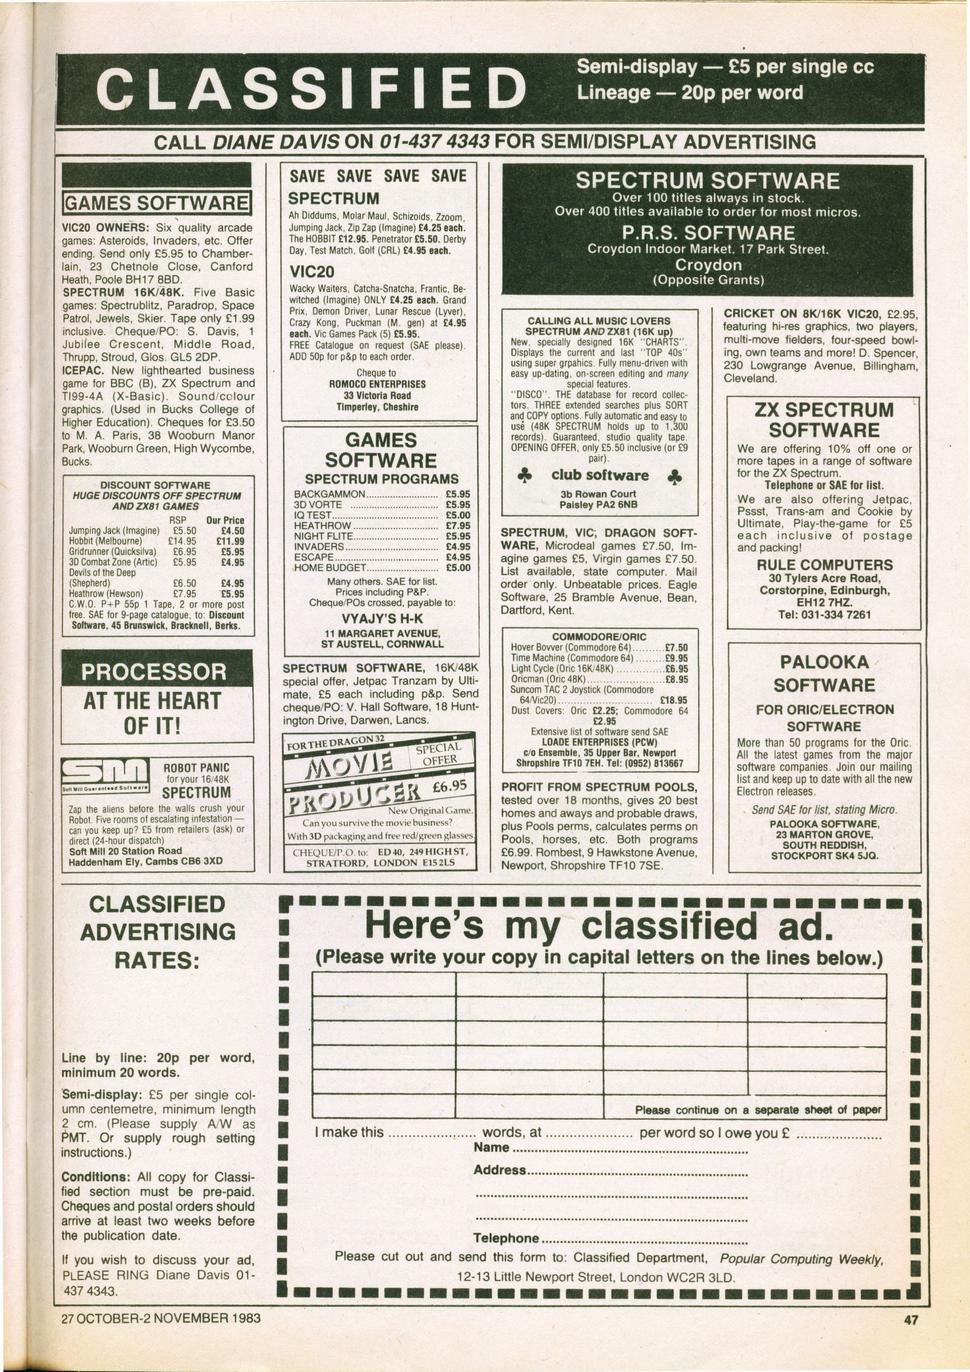 CLASSIFIED
Semi-display — £5 per single cc
Lineage — 20p per word
CALL DIANE DAVIS ON 01-437 4343 FOR SEMI/DISPLAY ADVERTISING
GAMES SOFTWARE
VIC20 OWNERS: Six quality arcade
games: Asteroids, Invaders, etc. Offer
ending. Send only £5.95 to Chamber-
lain, 23 Chetnole Close, Canford
Heath, Poole BH17 8BD.
SPECTRUM 16K/48K. Five Basic
games: Spectrublitz, Paradrop, Space
Patrol, Jewels, Skier. Tape only £1.99
inclusive. Cheque/PO: S. Davis, 1
Jubilee Crescent, Middle Road,
Thrupp, Stroud, Glos. GL5 2DP.
ICEPAC. New lighthearted business
game for BBC (B), ZX Spectrum and
TI99-4A (X-Basic). Sound/colour
graphics. (Used in Bucks College of
Higher Education). Cheques for £3.50
to M. A. Paris, 38 Wooburn Manor
Park, Wooburn Green, High Wycombe,
Bucks.
DISCOUNT SOFTWARE
HUGE DISCOUNTS OFF SPECTRUM
AND ZX81 GAMES
RSP Our Price
Jumping Jack (Imagine) £5.50 £4.50
Hobbit (Melbourne) £14.95 £11.99
Gridrunner (Quicksilva) £6.95 £5.95
3D Combat Zone (Artic) £5.95 £4.95
Devils of the Deep
(Shepherd) £6.50 £4.95
Heathrow (Hewson) £7.95 £5.95
C.W.O. P+P 55p 1 Tape, 2 or more post
free. SAE for 9-page catalogue, to: Discount
Software, 45 Brunswick, Bracknell, Berks.
PROCESSOR
AT THE HEART
OF IT!
SM
Soft Mill Guaranteed Software
ROBOT PANIC
for your 16/48K
SPECTRUM
Zap the aliens before the walls crush your
Robot. Five rooms of escalating infestation —
can you keep up? £5 from retailers (ask) or
direct (24-hour dispatch)
Soft Mill 20 Station Road
Haddenham Ely, Cambs CB6 3XD
SAVE SAVE SAVE SAVE
SPECTRUM
Ah Diddums, Molar Maul, Schizoids, Zzoom,
Jumping Jack, Zip Zap (Imagine) £4.25 each.
The HOBBIT £12.95. Penetrator £5.50. Derby
Day, Test Match, Golf (CRL) £4.95 each.
VIC20
Wacky Waiters, Catcha-Snatcha, Frantic, Be-
witched (Imagine) ONLY £4.25 each. Grand
Prix, Demon Driver, Lunar Rescue (Lyver),
Crazy Kong, Puckman (M. gen) at £4.95
each. Vic Games Pack (5) £5.95.
FREE Catalogue on request (SAE please).
ADD 50p for p&p to each order.
Cheque to
ROMOCO ENTERPRISES
33 Victoria Road
Timperley, Cheshire
GAMES
SOFTWARE
SPECTRUM PROGRAMS
BACKGAMMON........................ £5.95
3D VORTE ............................ £5.95
IQ TEST................................ £5.00
HEATHROW ........................... £7.95
NIGHT FLITE.......................... £5.95
INVADERS............................. £4.95
ESCAPE ................................ £4.95
HOME BUDGET....................... £5.00
Many others. SAE for list.
Prices including P&P.
Cheque/POs crossed, payable to:
VYAJY'S H-K
11 MARGARET AVENUE,
ST AUSTELL, CORNWALL
SPECTRUM SOFTWARE, 16K/48K
special offer, Jetpac Tranzam by Ulti-
mate, £5 each including p&p. Send
cheque/PO: V. Hall Software, 18 Hunt-
ington Drive, Darwen, Lancs.
FOR THE DRAGON 32
SPECIAL
OFFER
MOVIE
PRODUCER £6.95
New Original Game.
Can you survive the movie business?
With 3D packaging and free red/green glasses
CHEQUE/P.O. to: ED 40, 249 HIGH ST,
STRATFORD, LONDON E15 2LS
SPECTRUM SOFTWARE
Over 100 titles always in stock.
Over 400 titles available to order for most micros.
P.R.S. SOFTWARE
Croydon Indoor Market. 17 Park Street.
Croydon
(Opposite Grants)
CALLING ALL MUSIC LOVERS
SPECTRUM AND ZX81 (16K up)
New, specially designed 16K "CHARTS".
Displays the current and last "TOP 40s"
using super grpahics. Fully menu-driven with
easy up-dating, on-screen editing and many
special features.
"DISCO". THE database for record collec-
tors. THREE extended searches plus SORT
and COPY options. Fully automatic and easy to
use (48K SPECTRUM holds up to 1,300
records). Guaranteed, studio quality tape.
OPENING OFFER, only £5.50 inclusive (or £9
pair).
♣ club software ♣
3b Rowan Court
Paisley PA2 6NB
SPECTRUM, VIC, DRAGON SOFT-
WARE, Microdeal games £7.50, Im-
agine games £5, Virgin games £7.50.
List available, state computer. Mail
order only. Unbeatable prices. Eagle
Software, 25 Bramble Avenue, Bean,
Dartford, Kent.
COMMODORE/ORIC
Hover Bovver (Commodore 64)..........£7.50
Time Machine (Commodore 64) .........£9.95
Light Cycle (Oric 16K/48K) ..............£6.95
Oricman (Oric 48K)..........................£8.95
Suncom TAC 2 Joystick (Commodore
64/Vic20)................................ £18.95
Dust Covers: Oric £2.25; Commodore 64
£2.95
Extensive list of software send SAE
LOADE ENTERPRISES (PCW)
c/o Ensemble, 35 Upper Bar, Newport
Shropshire TF10 7EH. Tel: (0952) 813667
PROFIT FROM SPECTRUM POOLS,
tested over 18 months, gives 20 best
homes and aways and probable draws,
plus Pools perms, calculates perms on
Pools, horses, etc. Both programs
£6.99. Rombest, 9 Hawkstone Avenue,
Newport, Shropshire TF10 7SE.
CRICKET ON 8K/16K VIC20, £2.95,
featuring hi-res graphics, two players,
multi-move fielders, four-speed bowl-
ing, own teams and more! D. Spencer,
230 Lowgrange Avenue, Billingham,
Cleveland.
ZX SPECTRUM
SOFTWARE
We are offering 10% off one or
more tapes in a range of software
for the ZX Spectrum.
Telephone or SAE for list.
We are also offering Jetpac,
Pssst, Trans-am and Cookie by
Ultimate, Play-the-game for £5
each inclusive of postage
and packing!
RULE COMPUTERS
30 Tylers Acre Road,
Corstorpine, Edinburgh,
EH12 7HZ.
Tel: 031-334 7261
PALOOKA
SOFTWARE
FOR ORIC/ELECTRON
SOFTWARE
More than 50 programs for the Oric.
All the latest games from the major
software companies. Join our mailing
list and keep up to date with all the new
Electron releases.
Send SAE for list, stating Micro.
PALOOKA SOFTWARE,
23 MARTON GROVE,
SOUTH REDDISH,
STOCKPORT SK4 5JQ.
CLASSIFIED
ADVERTISING
RATES:
Line by line: 20p per word,
minimum 20 words.
Semi-display: £5 per single col-
umn centemetre, minimum length
2 cm. (Please supply A/W as
PMT. Or supply rough setting
instructions.)
Conditions: All copy for Classi-
fied section must be pre-paid.
Cheques and postal orders should
arrive at least two weeks before
the publication date.
If you wish to discuss your ad,
PLEASE RING Diane Davis 01-
437 4343.
Here's my classified ad.
(Please write your copy in capital letters on the lines below.)
Please continue on a separate sheet of paper
I make this ........................ words, at ....................... per word so I owe you £ .......................
Name ................................................................
Address...........................................................
........................................................................
........................................................................
Telephone ........................................................
Please cut out and send this form to: Classified Department, Popular Computing Weekly,
12-13 Little Newport Street, London WC2R 3LD.
27 OCTOBER-2 NOVEMBER 1983
47